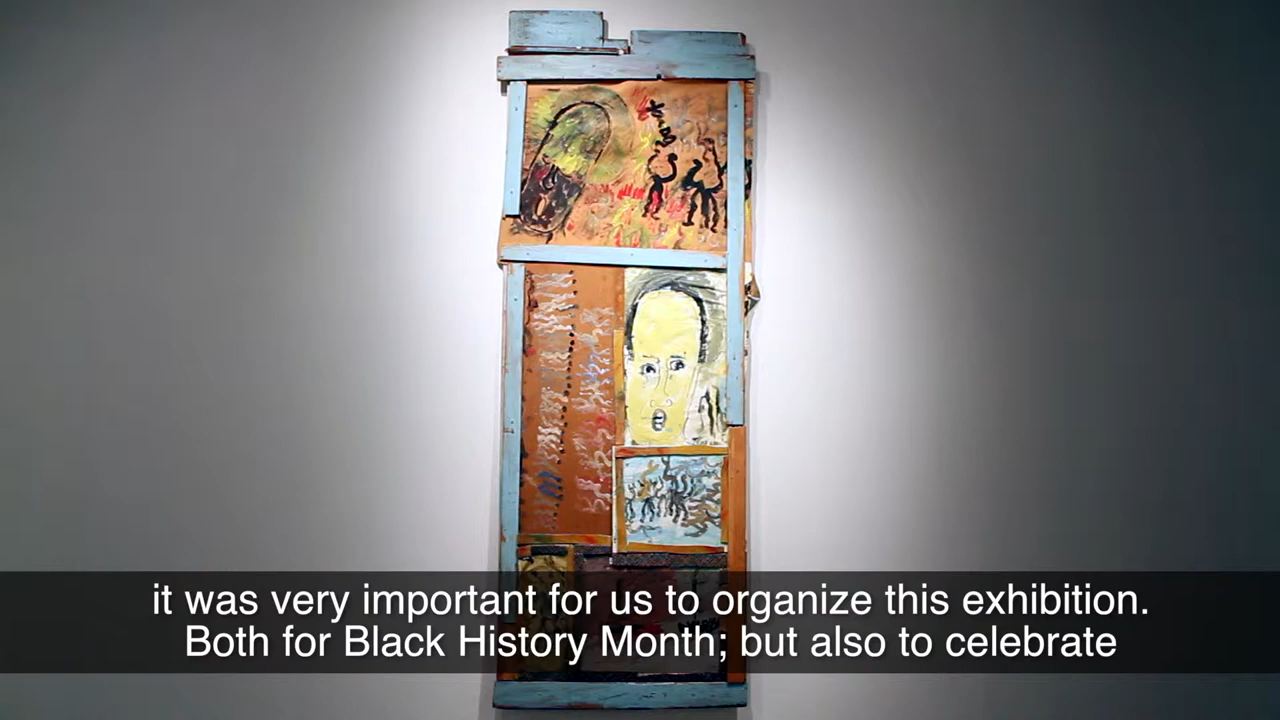 it was very important for us to organize this exhibition.
Both for Black History Month; but also to celebrate